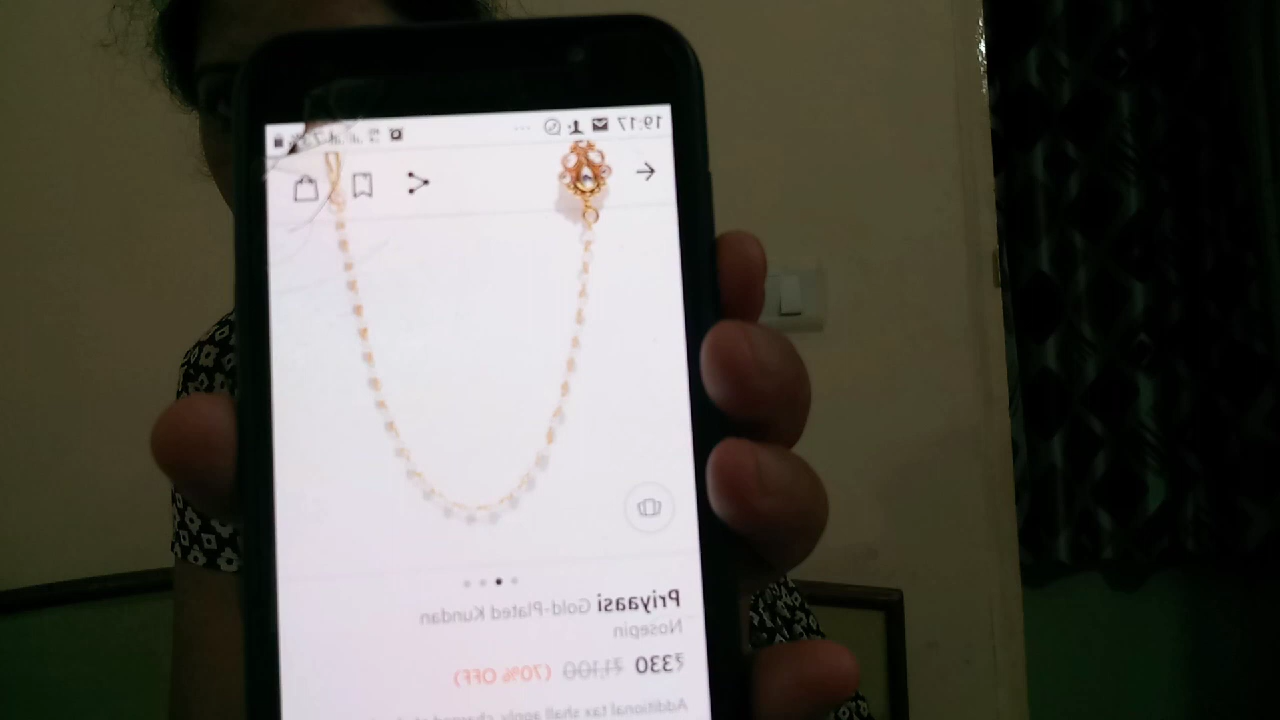 19:17
Priyaasi Gold-Plated Kundan
Nosepin
₹330 ₹1,100 (70% OFF)
Additional tax shall apply